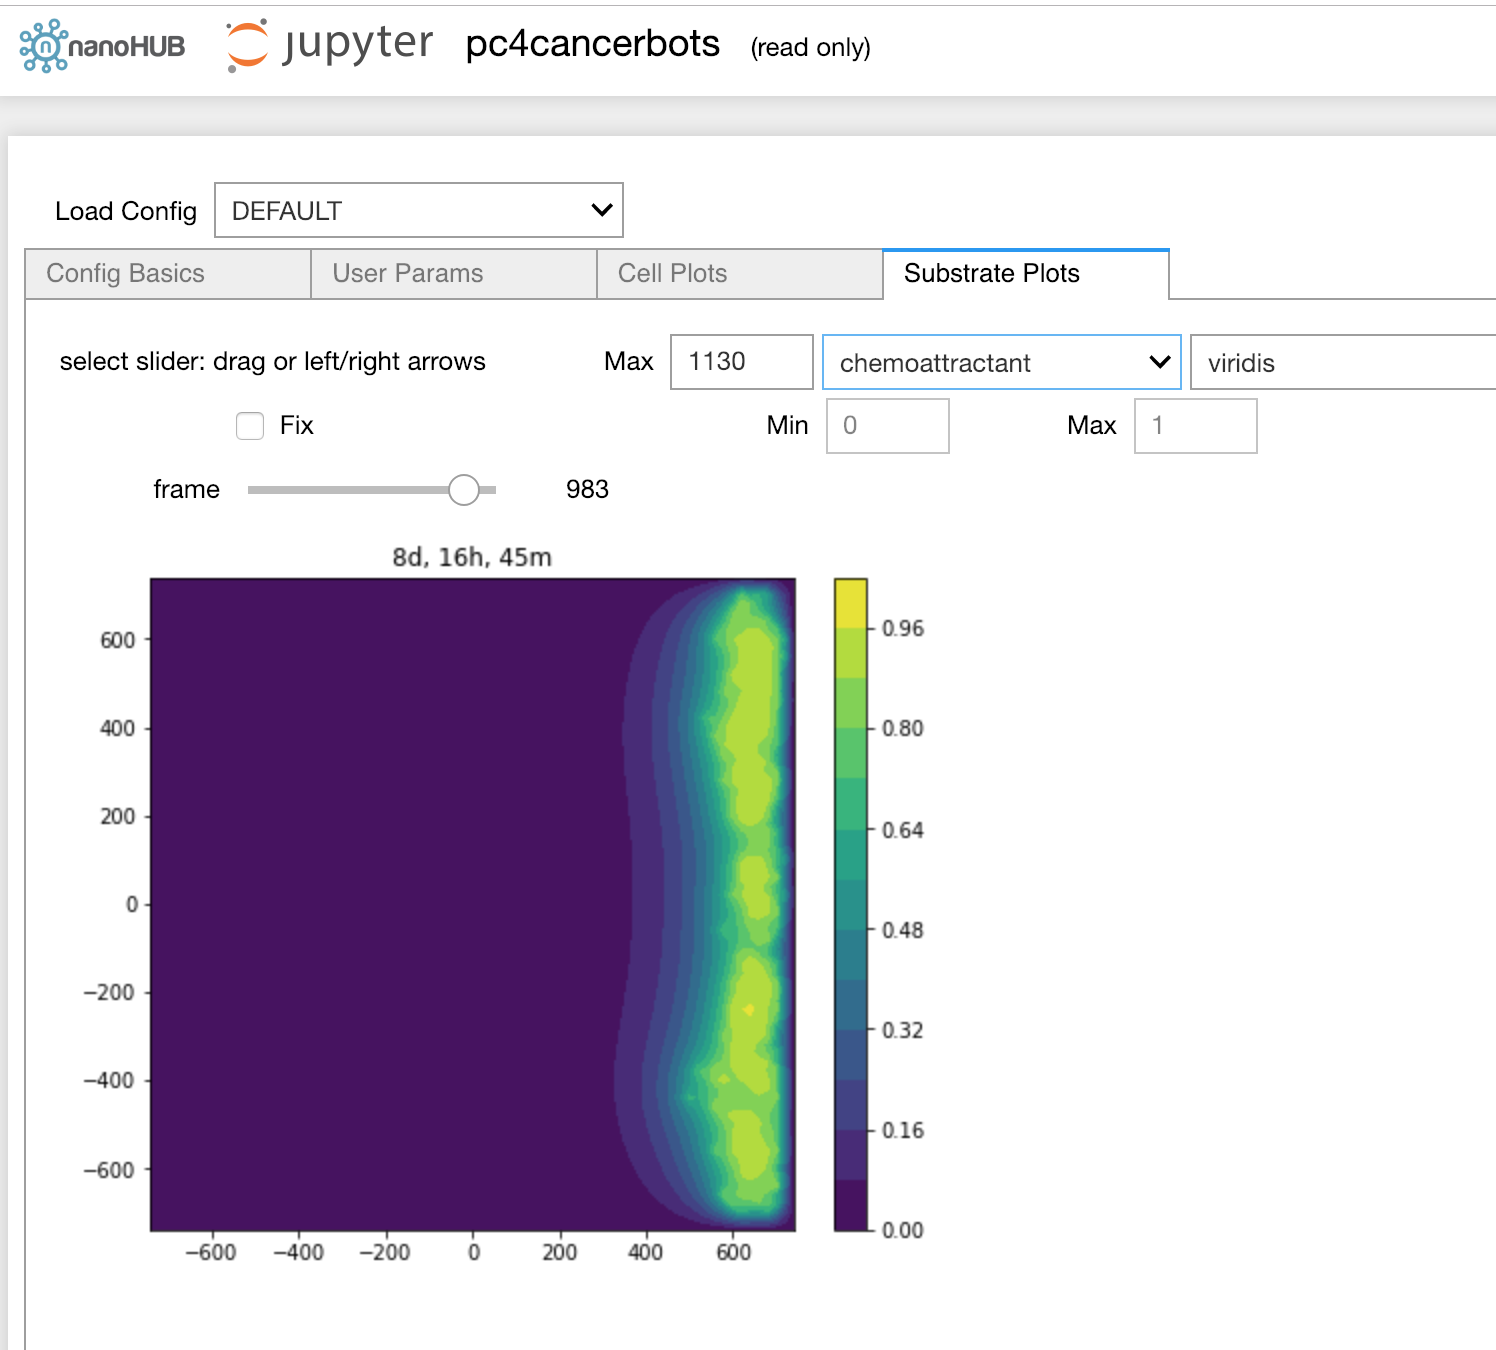 nanoHUB jupyter pc4cancerbots (read only)
Load Config DEFAULT
Config Basics User Params Cell Plots Substrate Plots
select slider: drag or left/right arrows Max 1130 chemoattractant viridis
Fix Min 0 Max 1
frame 983
8d, 16h, 45m
600
400
200
0
−200
−400
−600
−600 −400 −200 0 200 400 600
0.96
0.80
0.64
0.48
0.32
0.16
0.00